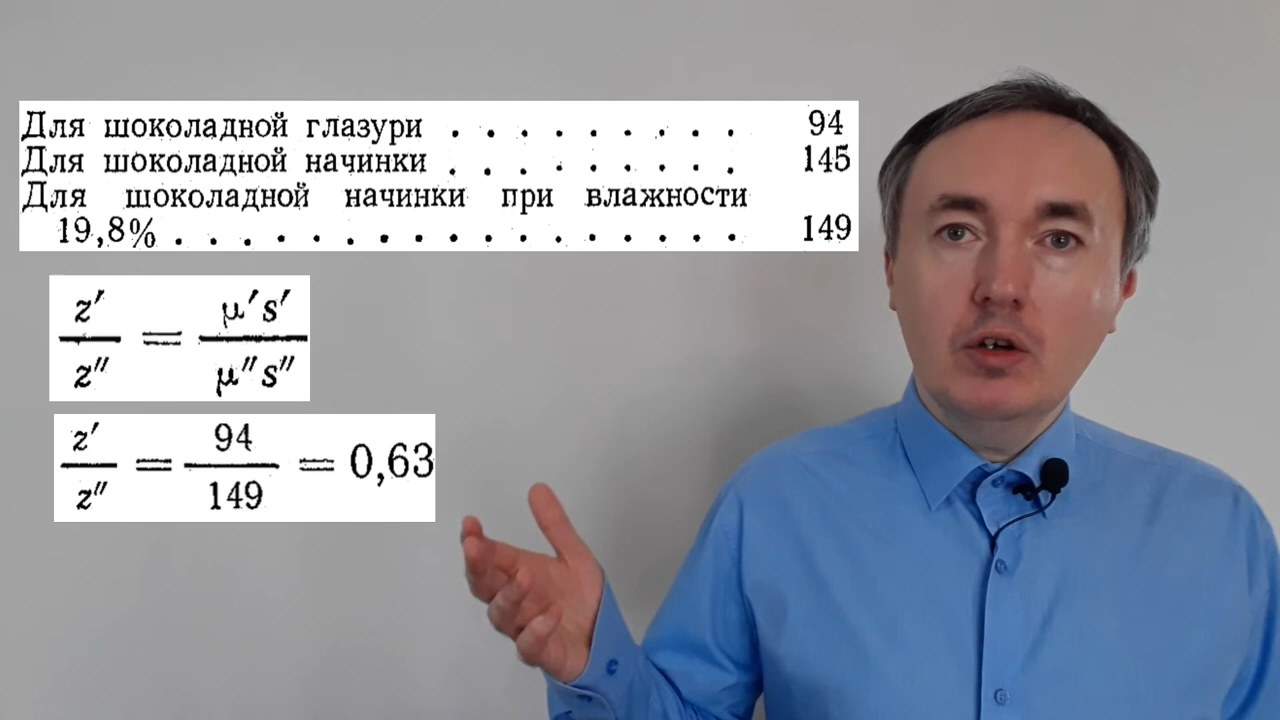 Для шоколадной глазури . . . . . . . . . 94
Для шоколадной начинки . . . . . . . . . 145
Для шоколадной начинки при влажности
19,8% . . . . . . . . . . . . . . . . . 149
z′/z″ = μ′s′/μ″s″
z′/z″ = 94/149 = 0,63